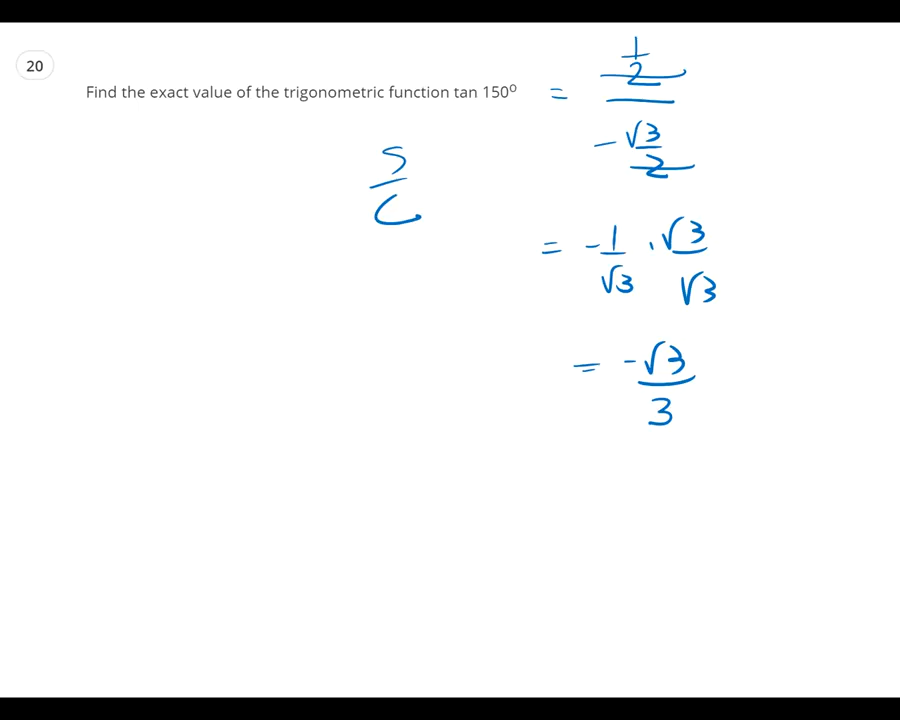 20
Find the exact value of the trigonometric function tan 150⁰
= 1/2 / -√3/2
S/C
= -1/√3 · √3/√3
= -√3/3